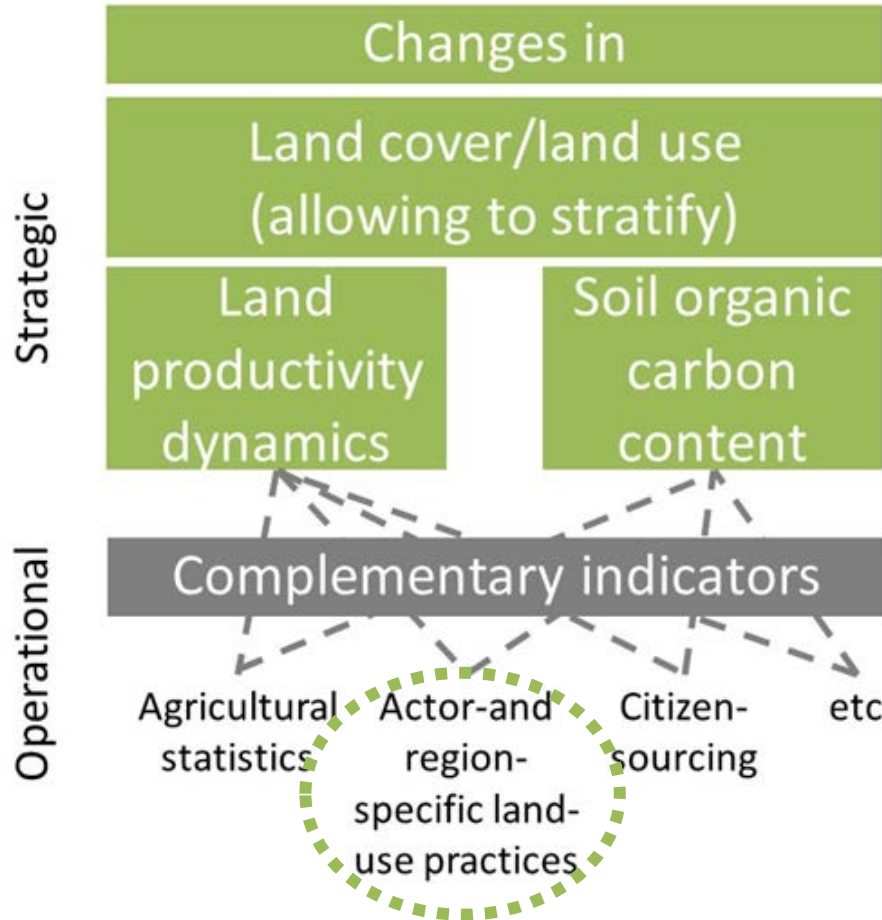 Changes in
Strategic
Land cover/land use
(allowing to stratify)
Land
productivity
dynamics
Soil organic
carbon
content
Operational
Complementary indicators
Agricultural
statistics
Actor-and
region-
specific land-
use practices
Citizen-
sourcing
etc